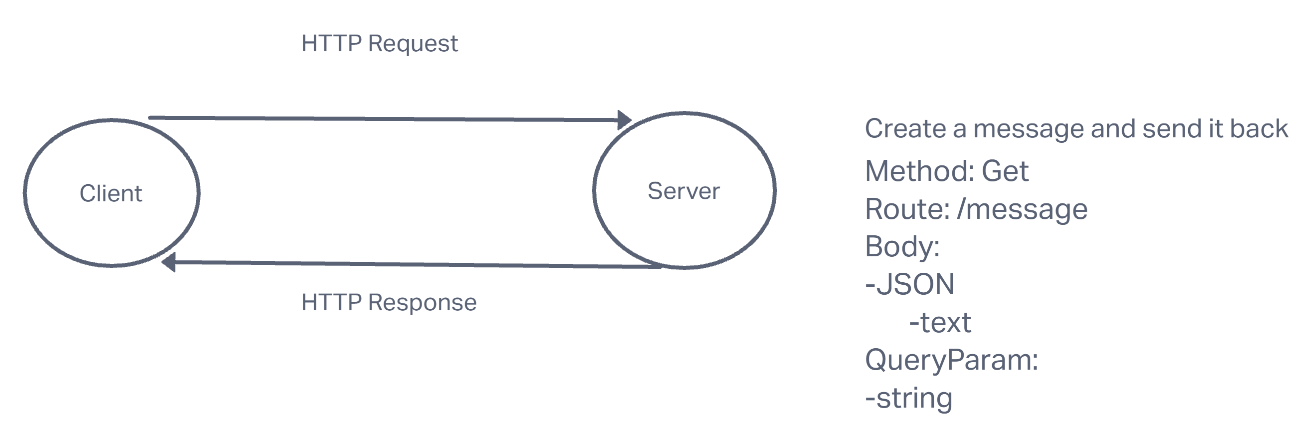 HTTP Request
Client
Server
HTTP Response
Create a message and send it back
Method: Get
Route: /message
Body:
-JSON
-text
QueryParam:
-string